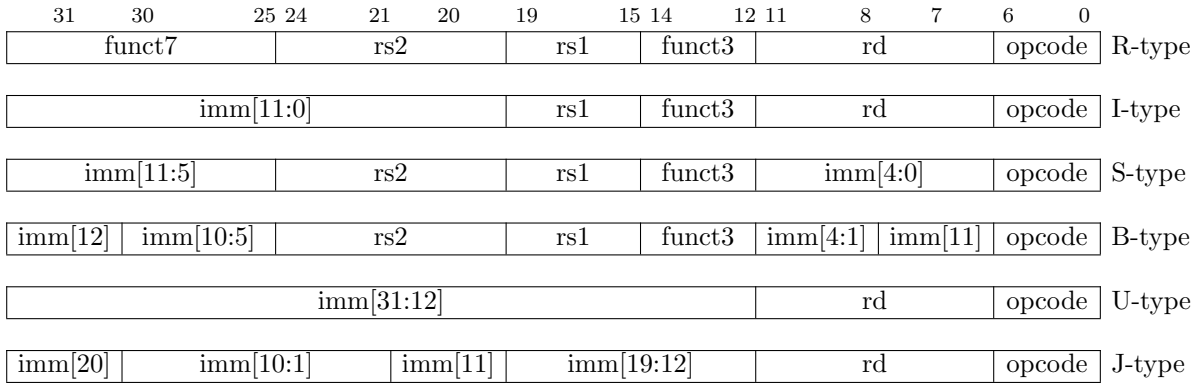 31 30 25 24 21 20 19 15 14 12 11 8 7 6 0
funct7 rs2 rs1 funct3 rd opcode R-type
imm[11:0] rs1 funct3 rd opcode I-type
imm[11:5] rs2 rs1 funct3 imm[4:0] opcode S-type
imm[12] imm[10:5] rs2 rs1 funct3 imm[4:1] imm[11] opcode B-type
imm[31:12] rd opcode U-type
imm[20] imm[10:1] imm[11] imm[19:12] rd opcode J-type